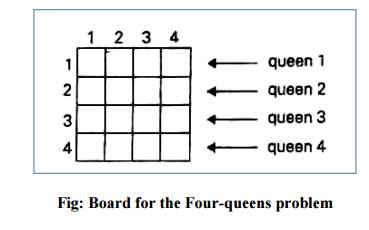 1 2 3 4
1 queen 1
2 queen 2
3 queen 3
4 queen 4
Fig: Board for the Four-queens problem